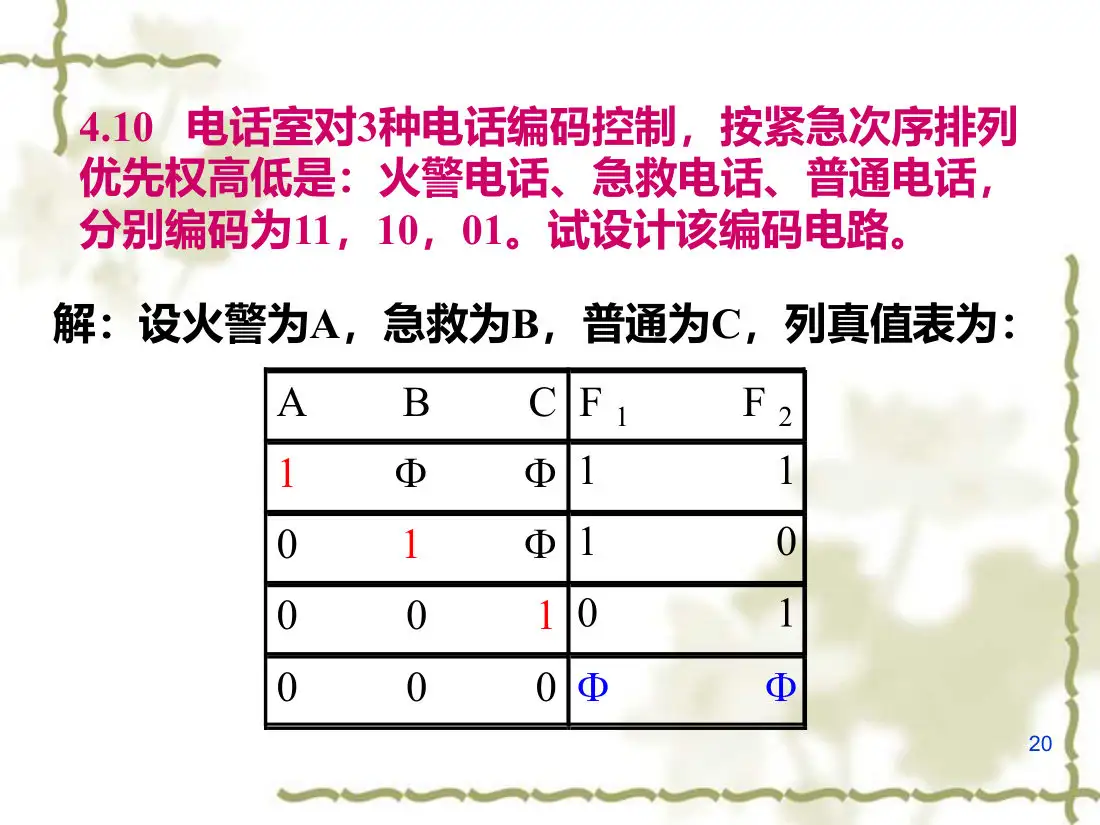 4.10 电话室对3种电话编码控制，按紧急次序排列
优先权高低是：火警电话、急救电话、普通电话，
分别编码为11，10，01。试设计该编码电路。
解：设火警为A，急救为B，普通为C，列真值表为：
A B C F 1 F 2
1 Φ Φ 1 1
0 1 Φ 1 0
0 0 1 0 1
0 0 0 Φ Φ
20